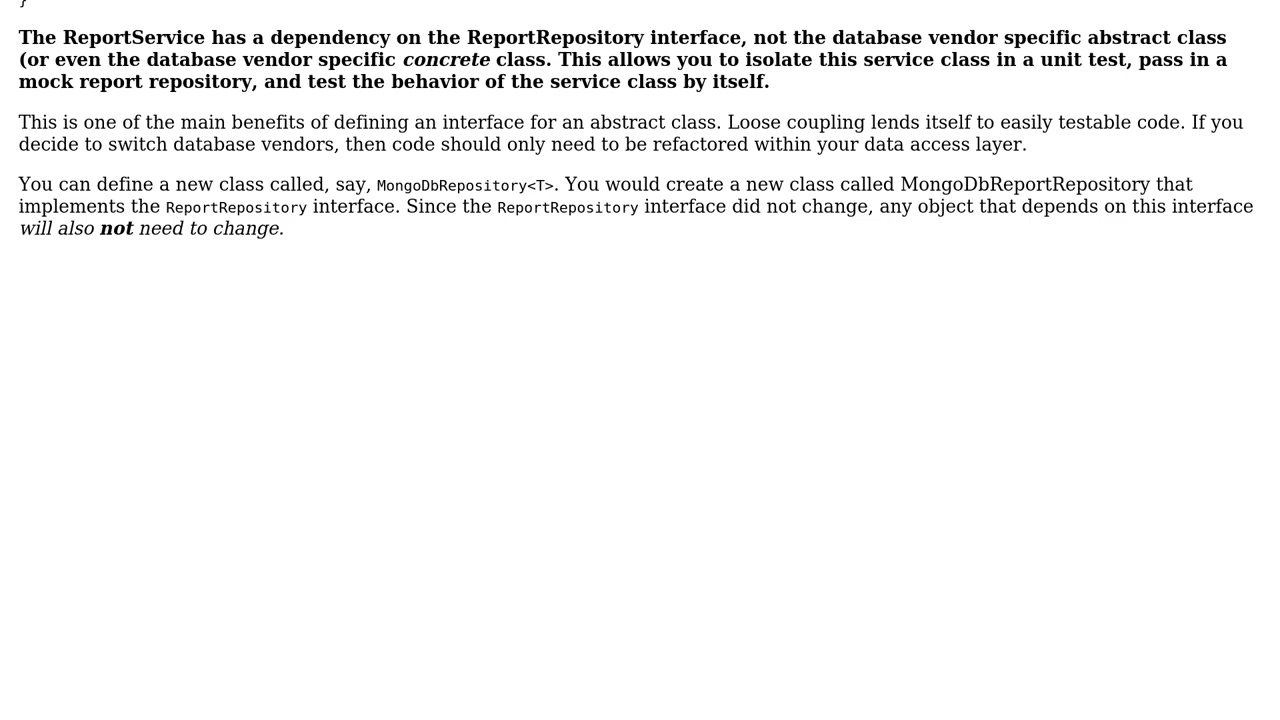 }
The ReportService has a dependency on the ReportRepository interface, not the database vendor specific abstract class
(or even the database vendor specific concrete class. This allows you to isolate this service class in a unit test, pass in a
mock report repository, and test the behavior of the service class by itself.
This is one of the main benefits of defining an interface for an abstract class. Loose coupling lends itself to easily testable code. If you
decide to switch database vendors, then code should only need to be refactored within your data access layer.
You can define a new class called, say, MongoDbRepository<T>. You would create a new class called MongoDbReportRepository that
implements the ReportRepository interface. Since the ReportRepository interface did not change, any object that depends on this interface
will also not need to change.